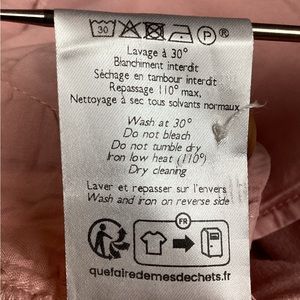 30 P ®
Lavage à 30°
Blanchiment interdit
Séchage en tambour interdit
Repassage 110° max,
Nettoyage à sec tous solvants normaux
Wash at 30°
Do not bleach
Do not tumble dry
Iron low heat (110°)
Dry cleaning
Laver et repasser sur l'envers
Wash and iron on reverse side
FR
quefairedemesdechets.fr